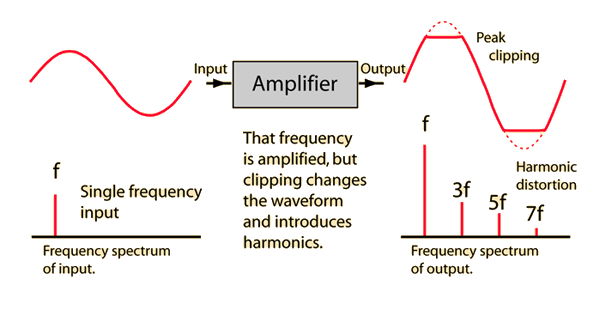 Input
Amplifier
Output
Peak
clipping
That frequency
is amplified, but
clipping changes
the waveform
and introduces
harmonics.
f
Single frequency
input
Frequency spectrum
of input.
f
3f
5f
7f
Harmonic
distortion
Frequency spectrum
of output.